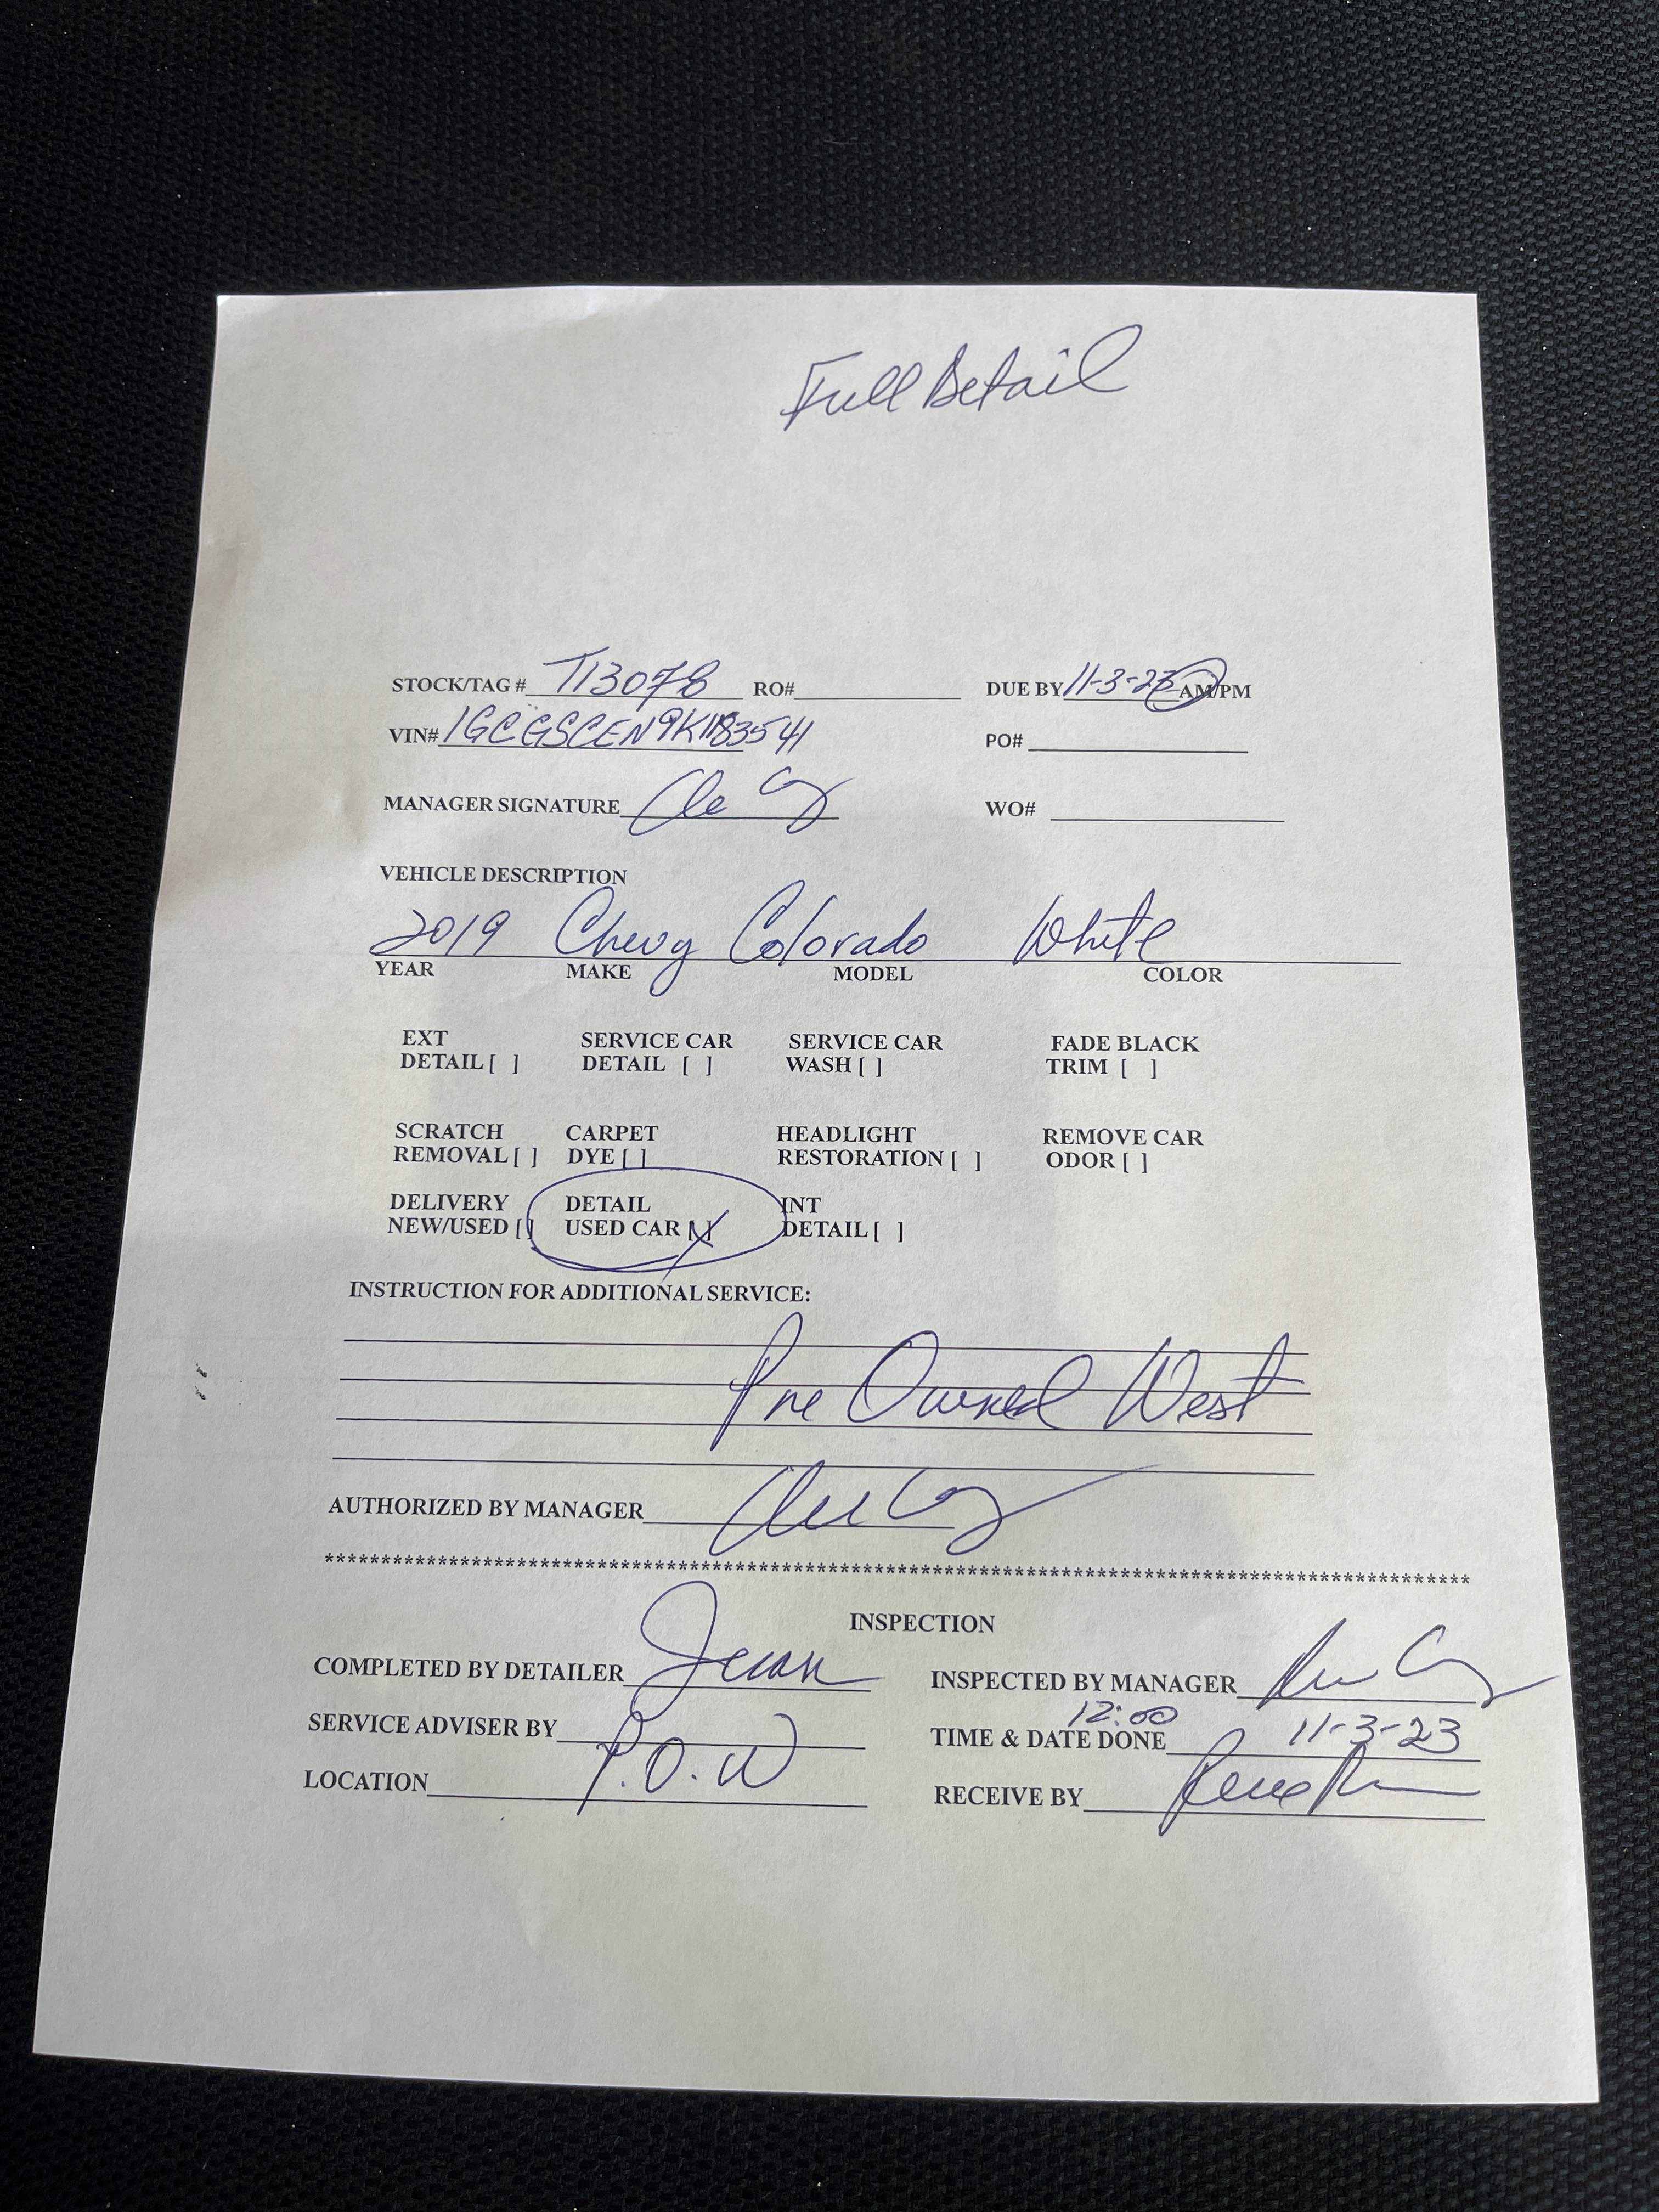 Full Detail
STOCK/TAG # T13078 RO# DUE BY 11-3-23 AM/PM
VIN# 1GCGSCEN9K1183541 PO#
MANAGER SIGNATURE WO#
VEHICLE DESCRIPTION
2019 Chevy Colorado White
YEAR MAKE MODEL COLOR
EXT SERVICE CAR SERVICE CAR FADE BLACK
DETAIL [ ] DETAIL [ ] WASH [ ] TRIM [ ]
SCRATCH CARPET HEADLIGHT REMOVE CAR
REMOVAL [ ] DYE [ ] RESTORATION [ ] ODOR [ ]
DELIVERY DETAIL INT
NEW/USED [ ] USED CAR [✓] DETAIL [ ]
INSTRUCTION FOR ADDITIONAL SERVICE:
Pre Owned West
AUTHORIZED BY MANAGER
****************************************************************************************************
INSPECTION
COMPLETED BY DETAILER Juan INSPECTED BY MANAGER
SERVICE ADVISER BY TIME & DATE DONE 12:00 11-3-23
LOCATION P.O.W RECEIVE BY